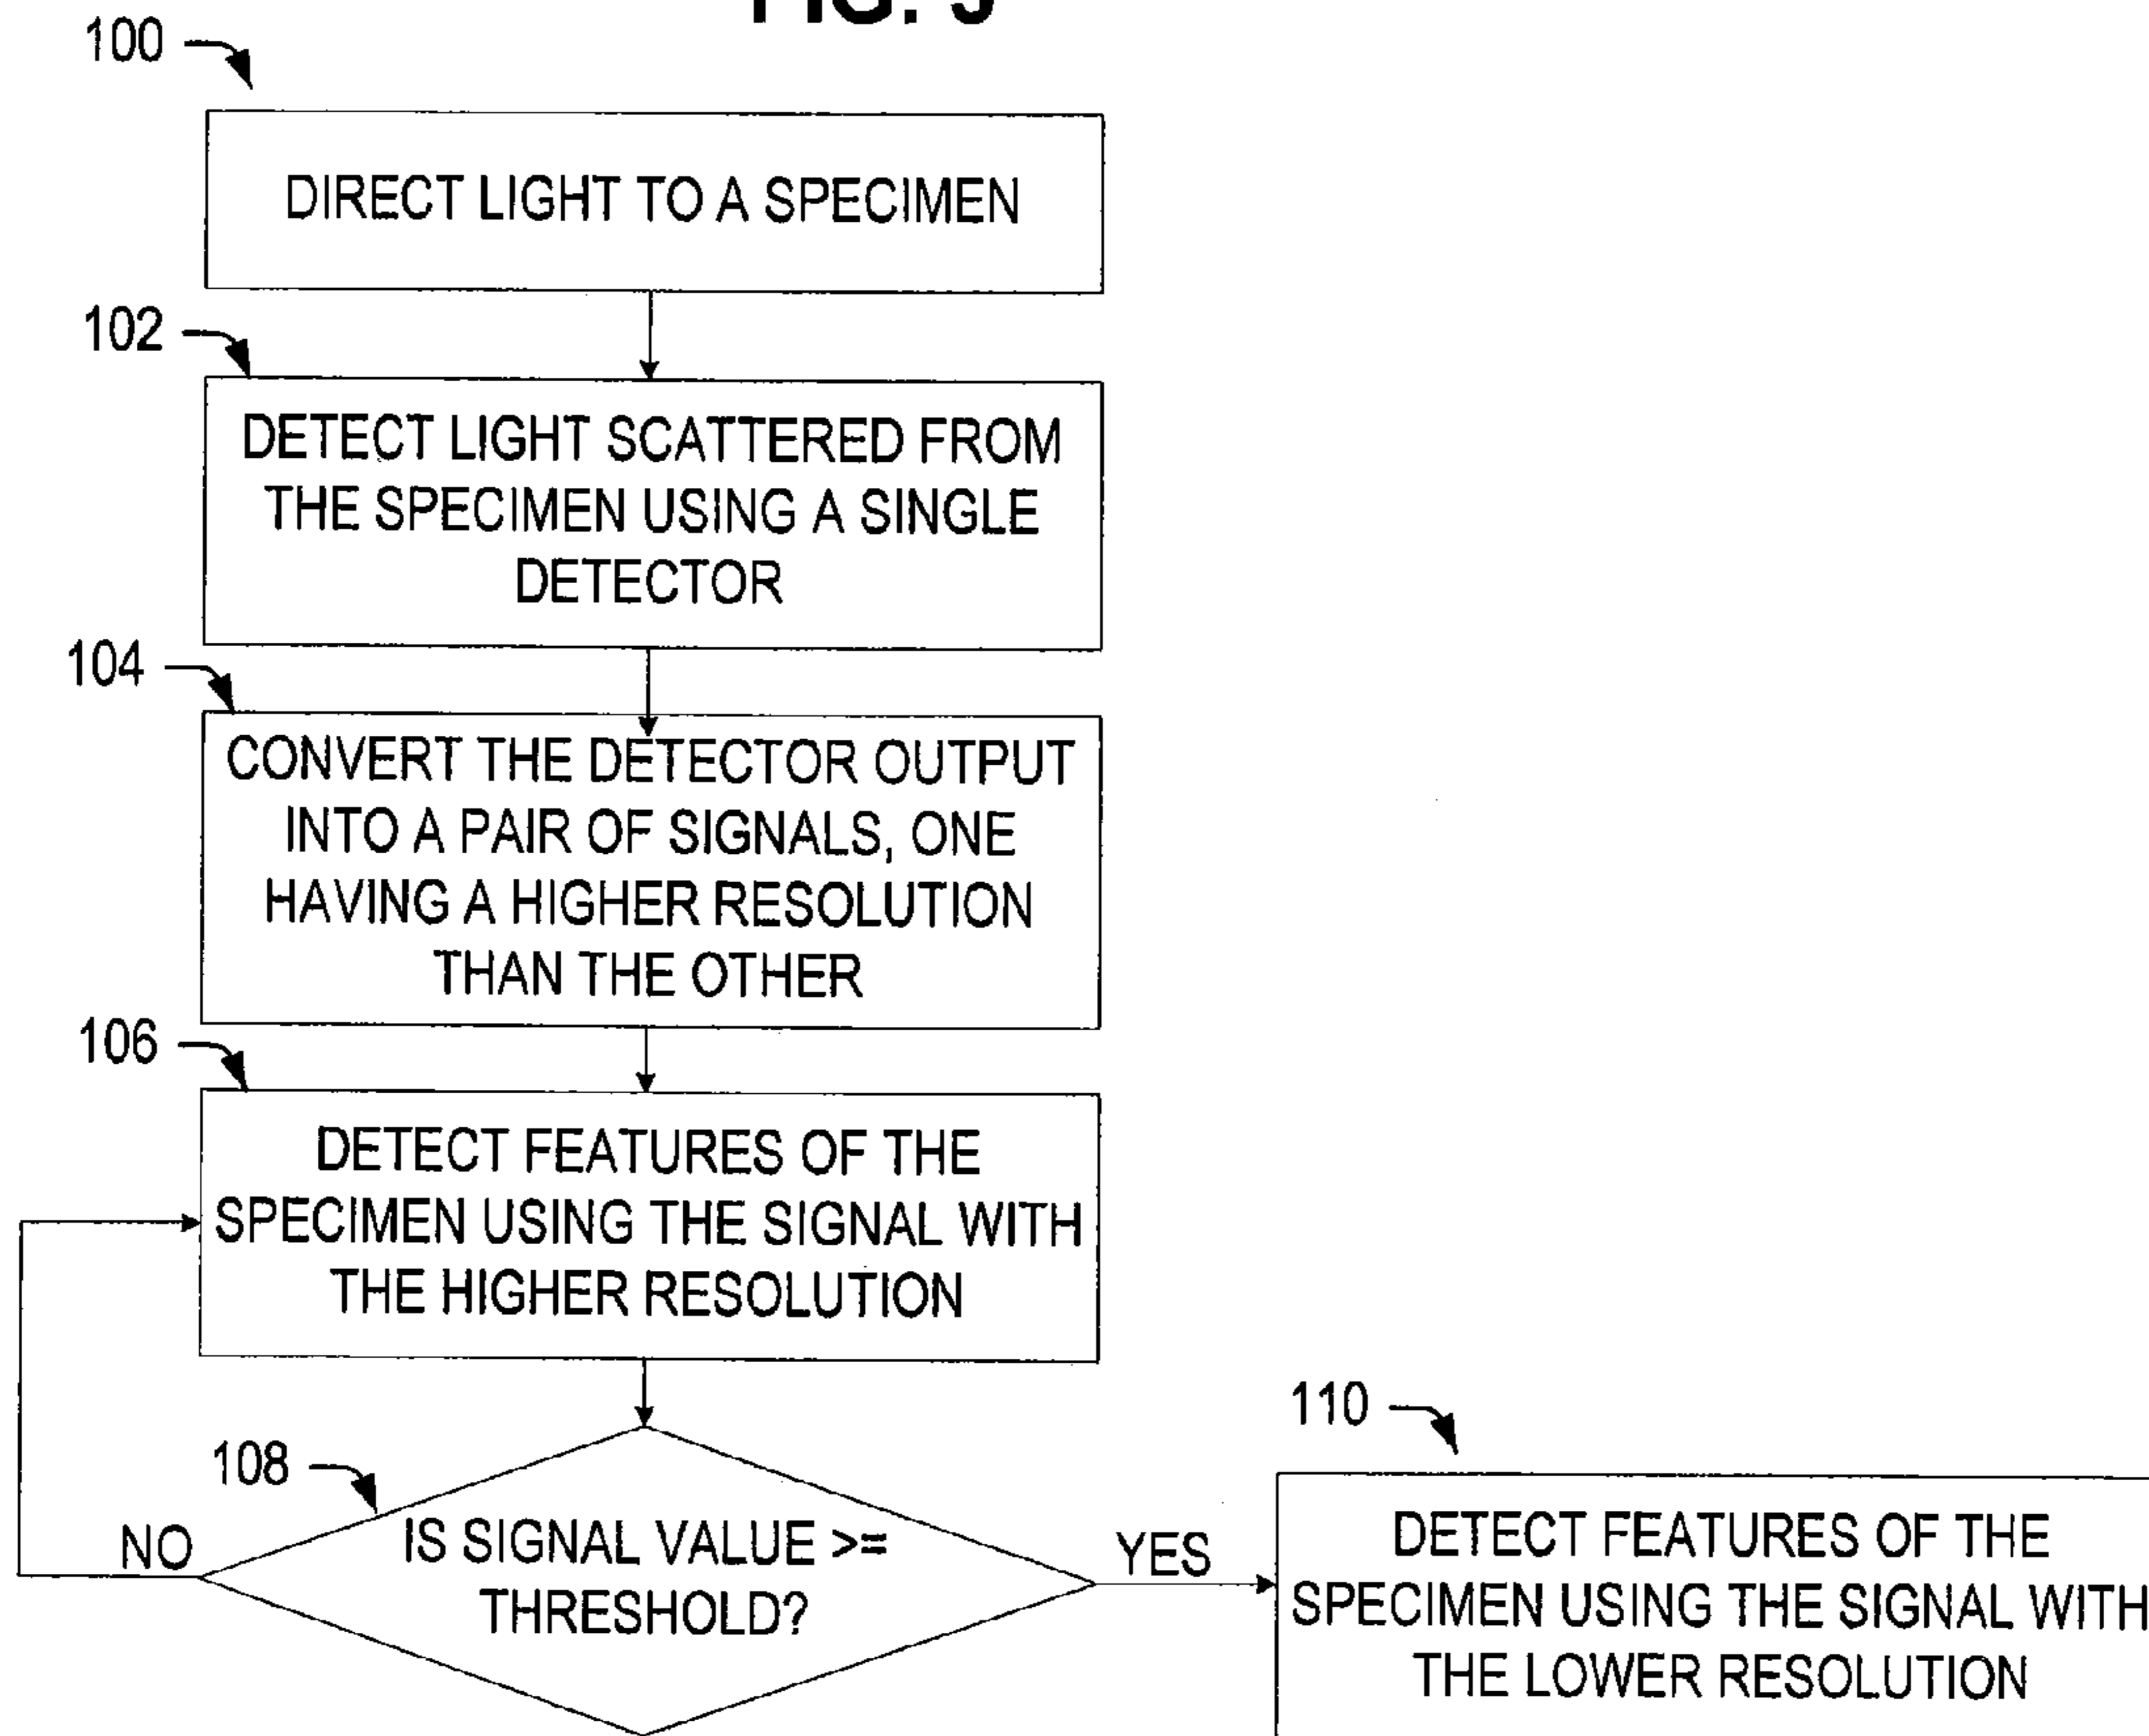 100
DIRECT LIGHT TO A SPECIMEN
102
DETECT LIGHT SCATTERED FROM
THE SPECIMEN USING A SINGLE
DETECTOR
104
CONVERT THE DETECTOR OUTPUT
INTO A PAIR OF SIGNALS, ONE
HAVING A HIGHER RESOLUTION
THAN THE OTHER
106
DETECT FEATURES OF THE
SPECIMEN USING THE SIGNAL WITH
THE HIGHER RESOLUTION
108
IS SIGNAL VALUE >=
THRESHOLD?
NO
YES
110
DETECT FEATURES OF THE
SPECIMEN USING THE SIGNAL WITH
THE LOWER RESOLUTION